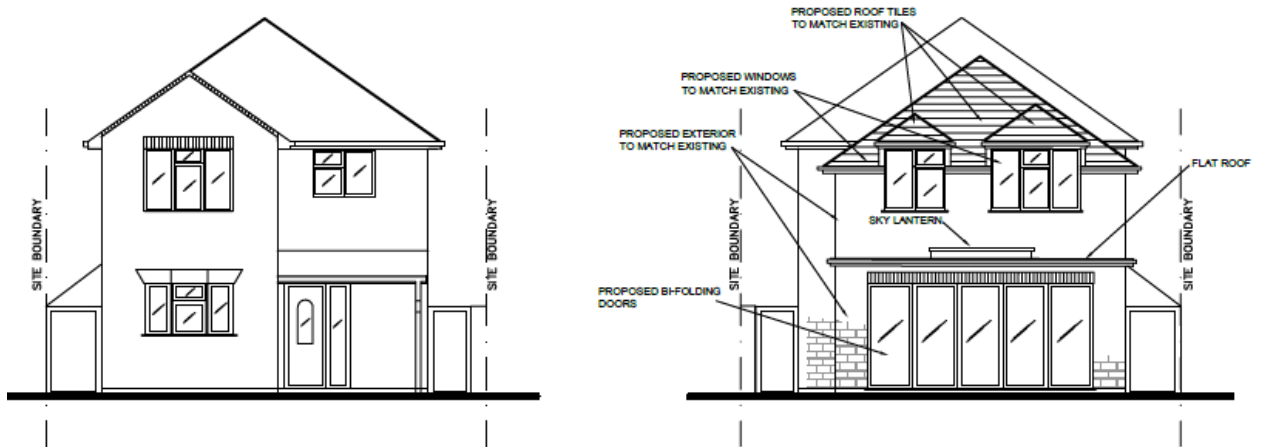 PROPOSED ROOF TILES
TO MATCH EXISTING
PROPOSED WINDOWS
TO MATCH EXISTING
PROPOSED EXTERIOR
TO MATCH EXISTING
FLAT ROOF
SKY LANTERN
PROPOSED BI-FOLDING
DOORS
SITE BOUNDARY
SITE BOUNDARY
SITE BOUNDARY
SITE BOUNDARY